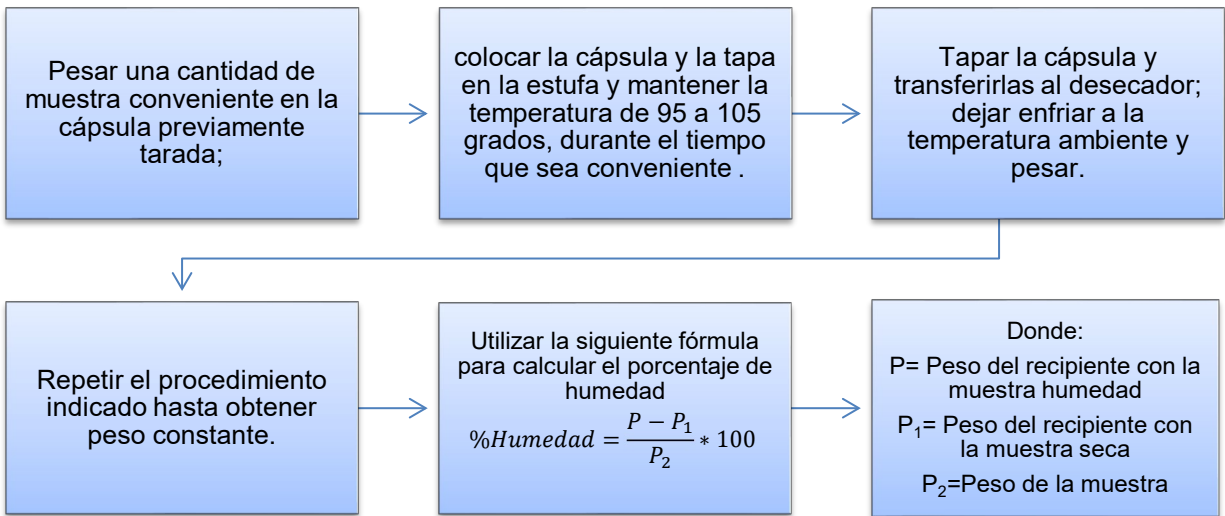 Pesar una cantidad de
muestra conveniente en la
cápsula previamente
tarada;
colocar la cápsula y la tapa
en la estufa y mantener la
temperatura de 95 a 105
grados, durante el tiempo
que sea conveniente .
Tapar la cápsula y
transferirlas al desecador;
dejar enfriar a la
temperatura ambiente y
pesar.
Repetir el procedimiento
indicado hasta obtener
peso constante.
Utilizar la siguiente fórmula
para calcular el porcentaje de
humedad
%Humedad = (P − P₁) / P₂ * 100
Donde:
P= Peso del recipiente con la
muestra humedad
P₁= Peso del recipiente con
la muestra seca
P₂=Peso de la muestra